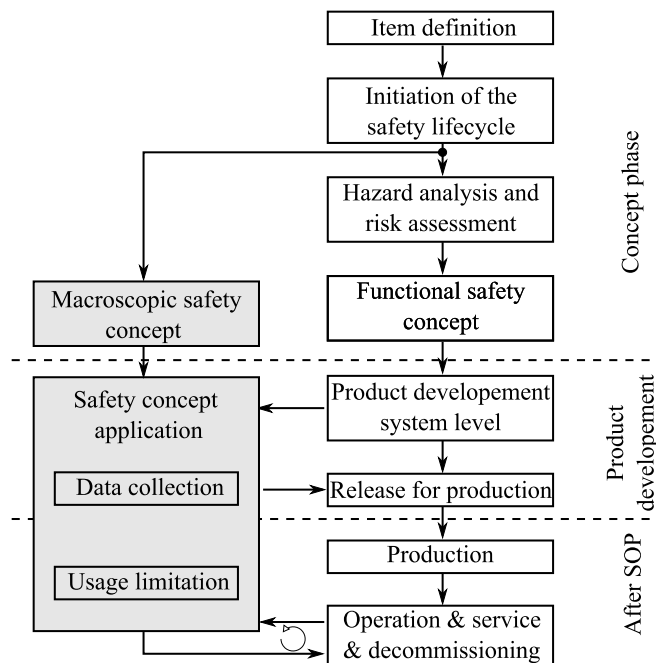 Item definition
Initiation of the
safety lifecycle
Hazard analysis and
risk assessment
Concept phase
Macroscopic safety
concept
Functional safety
concept
Safety concept
application
Product developement
system level
Product
developement
Data collection
Release for production
Production
After SOP
Usage limitation
Operation & service
& decommissioning